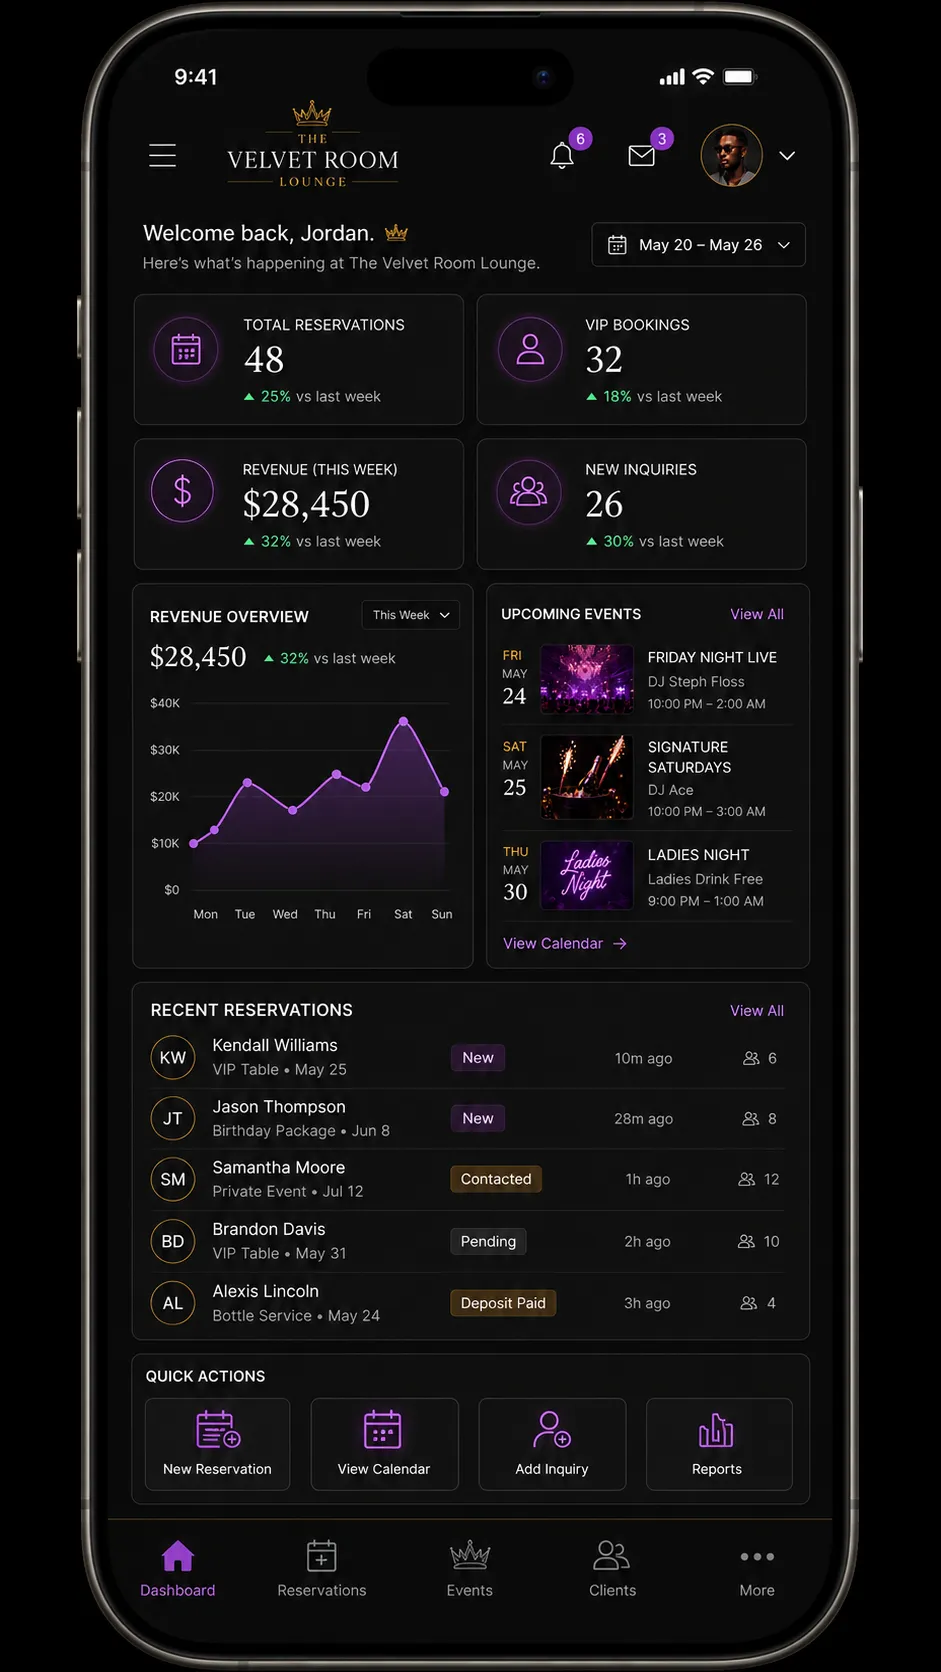 9:41
THE
VELVET ROOM
LOUNGE
6
3
Welcome back, Jordan.
Here's what's happening at The Velvet Room Lounge.
May 20 – May 26
TOTAL RESERVATIONS
48
25% vs last week
VIP BOOKINGS
32
18% vs last week
REVENUE (THIS WEEK)
$28,450
32% vs last week
NEW INQUIRIES
26
30% vs last week
REVENUE OVERVIEW
This Week
$28,450
32% vs last week
$40K
$30K
$20K
$10K
$0
Mon Tue Wed Thu Fri Sat Sun
UPCOMING EVENTS
View All
FRI
MAY
24
FRIDAY NIGHT LIVE
DJ Steph Floss
10:00 PM – 2:00 AM
SAT
MAY
25
SIGNATURE
SATURDAYS
DJ Ace
10:00 PM – 3:00 AM
THU
MAY
30
Ladies
Night
LADIES NIGHT
Ladies Drink Free
9:00 PM – 1:00 AM
View Calendar →
RECENT RESERVATIONS
View All
KW
Kendall Williams
VIP Table • May 25
New
10m ago
6
JT
Jason Thompson
Birthday Package • Jun 8
New
28m ago
8
SM
Samantha Moore
Private Event • Jul 12
Contacted
1h ago
12
BD
Brandon Davis
VIP Table • May 31
Pending
2h ago
10
AL
Alexis Lincoln
Bottle Service • May 24
Deposit Paid
3h ago
4
QUICK ACTIONS
New Reservation
View Calendar
Add Inquiry
Reports
Dashboard
Reservations
Events
Clients
More